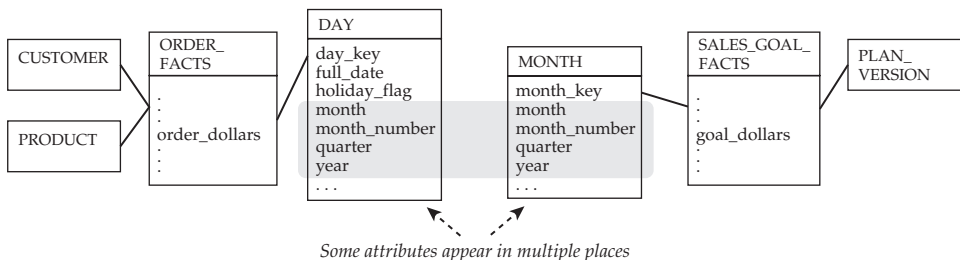 CUSTOMER
PRODUCT
ORDER_
FACTS
.
.
order_dollars
.
.
.
DAY
day_key
full_date
holiday_flag
month
month_number
quarter
year
. . .
MONTH
month_key
month
month_number
quarter
year
. . .
SALES_GOAL_
FACTS
.
.
goal_dollars
.
.
.
PLAN_
VERSION
Some attributes appear in multiple places